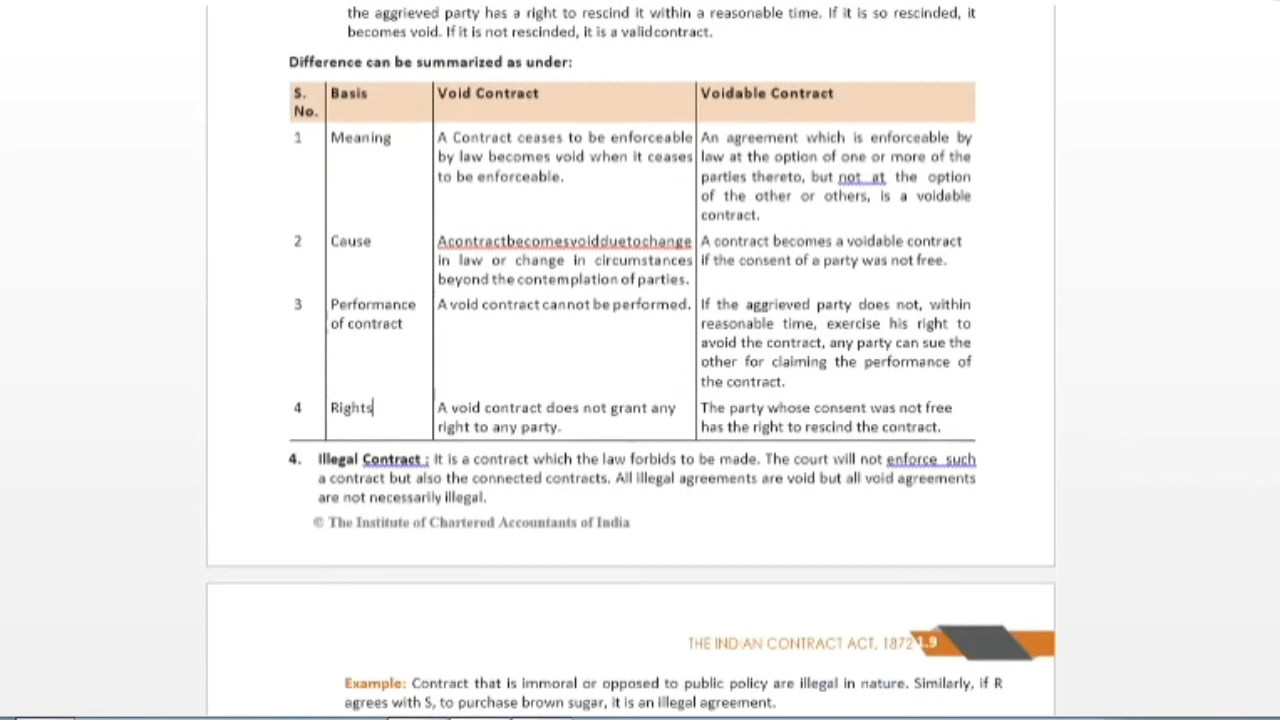 the aggrieved party has a right to rescind it within a reasonable time. If it is so rescinded, it
becomes void. If it is not rescinded, it is a validcontract.
Difference can be summarized as under:
S. No. Basis Void Contract Voidable Contract
1 Meaning
A Contract ceases to be enforceable
by law becomes void when it ceases
to be enforceable.
An agreement which is enforceable by
law at the option of one or more of the
parties thereto, but not at the option
of the other or others, is a voidable
contract.
2 Cause
Acontractbecomesvoidduetochange
in law or change in circumstances
beyond the contemplation of parties.
A contract becomes a voidable contract
if the consent of a party was not free.
3 Performance
of contract
A void contract cannot be performed.
If the aggrieved party does not, within
reasonable time, exercise his right to
avoid the contract, any party can sue the
other for claiming the performance of
the contract.
4 Rights
A void contract does not grant any
right to any party.
The party whose consent was not free
has the right to rescind the contract.
4. Illegal Contract : It is a contract which the law forbids to be made. The court will not enforce such
a contract but also the connected contracts. All illegal agreements are void but all void agreements
are not necessarily illegal.
© The Institute of Chartered Accountants of India
THE INDIAN CONTRACT ACT, 1872 1.9
Example: Contract that is immoral or opposed to public policy are illegal in nature. Similarly, if R
agrees with S, to purchase brown sugar, it is an illegal agreement.